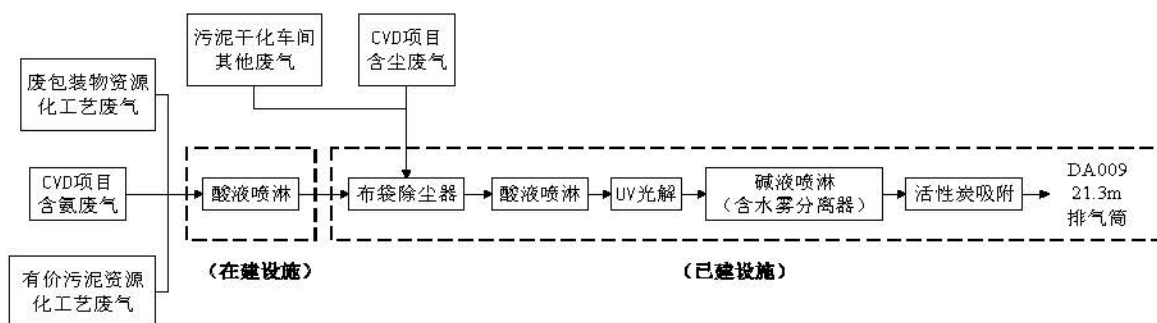 污泥干化车间
其他废气
CVD项目
含尘废气
废包装物资源
化工艺废气
CVD项目
含氨废气
有价污泥资源
化工艺废气
酸液喷淋
布袋除尘器
酸液喷淋
UV光解
碱液喷淋
（含水雾分离器）
活性炭吸附
DA009
21.3m
排气筒
（在建设施）
（已建设施）